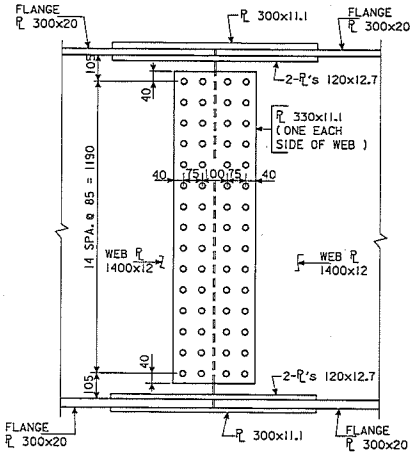 FLANGE
℞ 300x20
℞ 300x11.1
FLANGE
℞ 300x20
105
40
2-℞'s 120x12.7
℞ 330x11.1
(ONE EACH
SIDE OF WEB )
40 75 100 75 40
14 SPA. @ 85 = 1190
WEB ℞
1400x12
WEB ℞
1400x12
40
105
2-℞'s 120x12.7
FLANGE
℞ 300x20
℞ 300x11.1
FLANGE
℞ 300x20